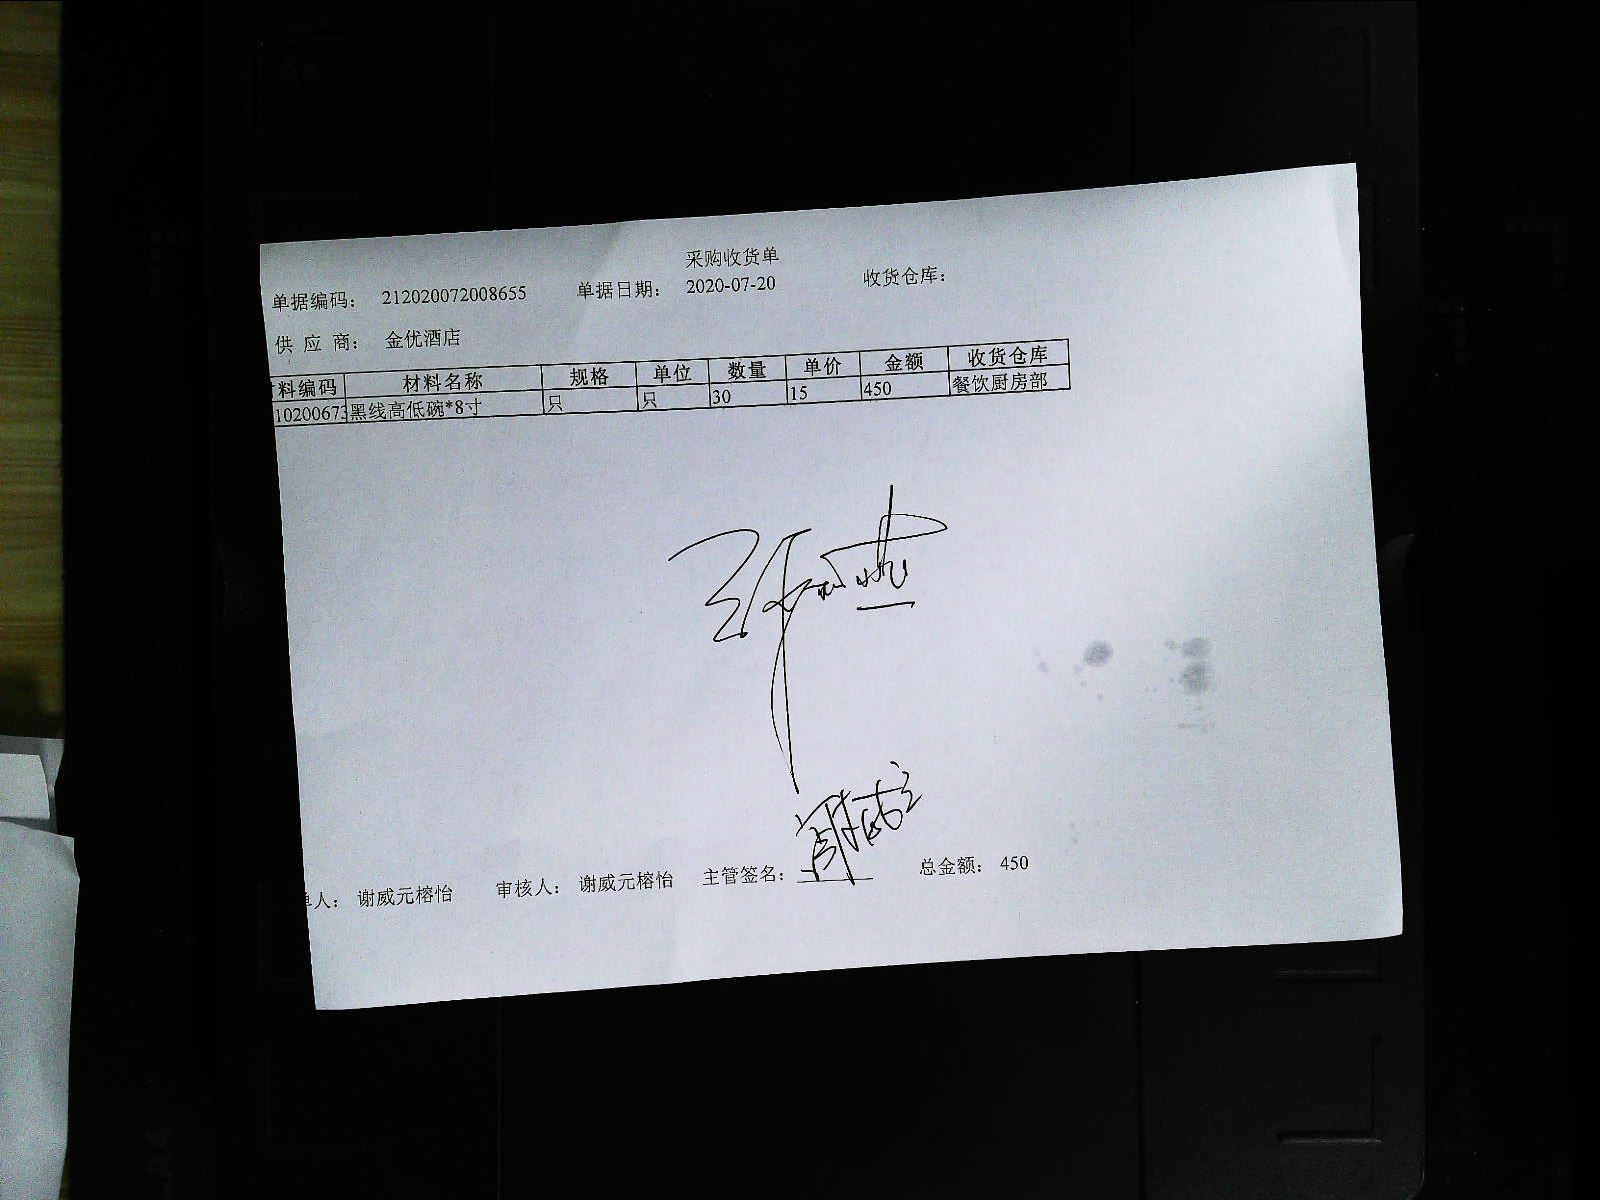 采购收货单
单据编码： 212020072008655 单据日期： 2020-07-20 收货仓库：
供 应 商： 金优酒店
料编码 材料名称 规格 单位 数量 单价 金额 收货仓库
10200673 黑线高低碗*8寸 只 只 30 15 450 餐饮厨房部
单人： 谢威元榕怡 审核人： 谢威元榕怡 主管签名： 总金额： 450